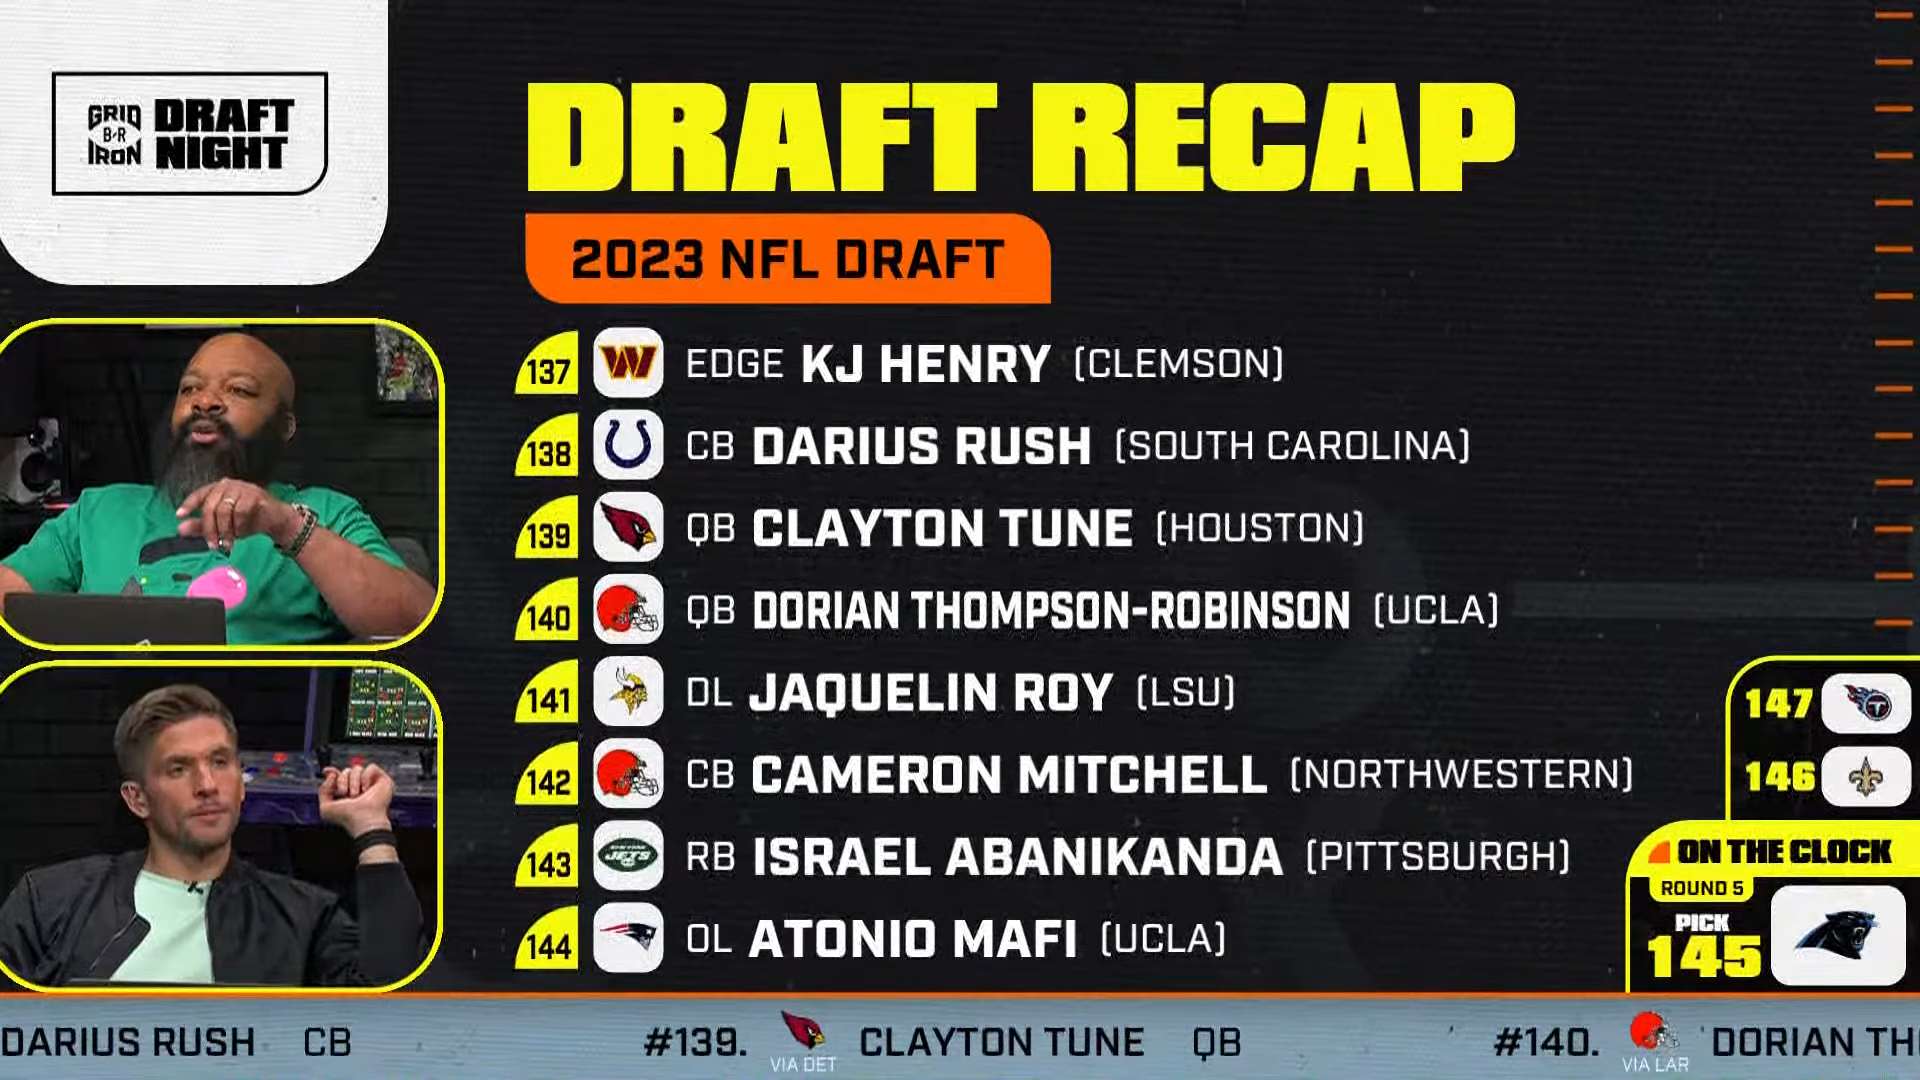 GRID
B·R
IRON
DRAFT
NIGHT
DRAFT RECAP
2023 NFL DRAFT
137 W EDGE KJ HENRY (CLEMSON)
138 CB DARIUS RUSH (SOUTH CAROLINA)
139 QB CLAYTON TUNE (HOUSTON)
140 QB DORIAN THOMPSON-ROBINSON (UCLA)
141 DL JAQUELIN ROY (LSU)
142 CB CAMERON MITCHELL (NORTHWESTERN)
143 JETS RB ISRAEL ABANIKANDA (PITTSBURGH)
144 OL ATONIO MAFI (UCLA)
147 T
146
ON THE CLOCK
ROUND 5
PICK
145
DARIUS RUSH CB #139. VIA DET CLAYTON TUNE QB #140. VIA LAR DORIAN TH